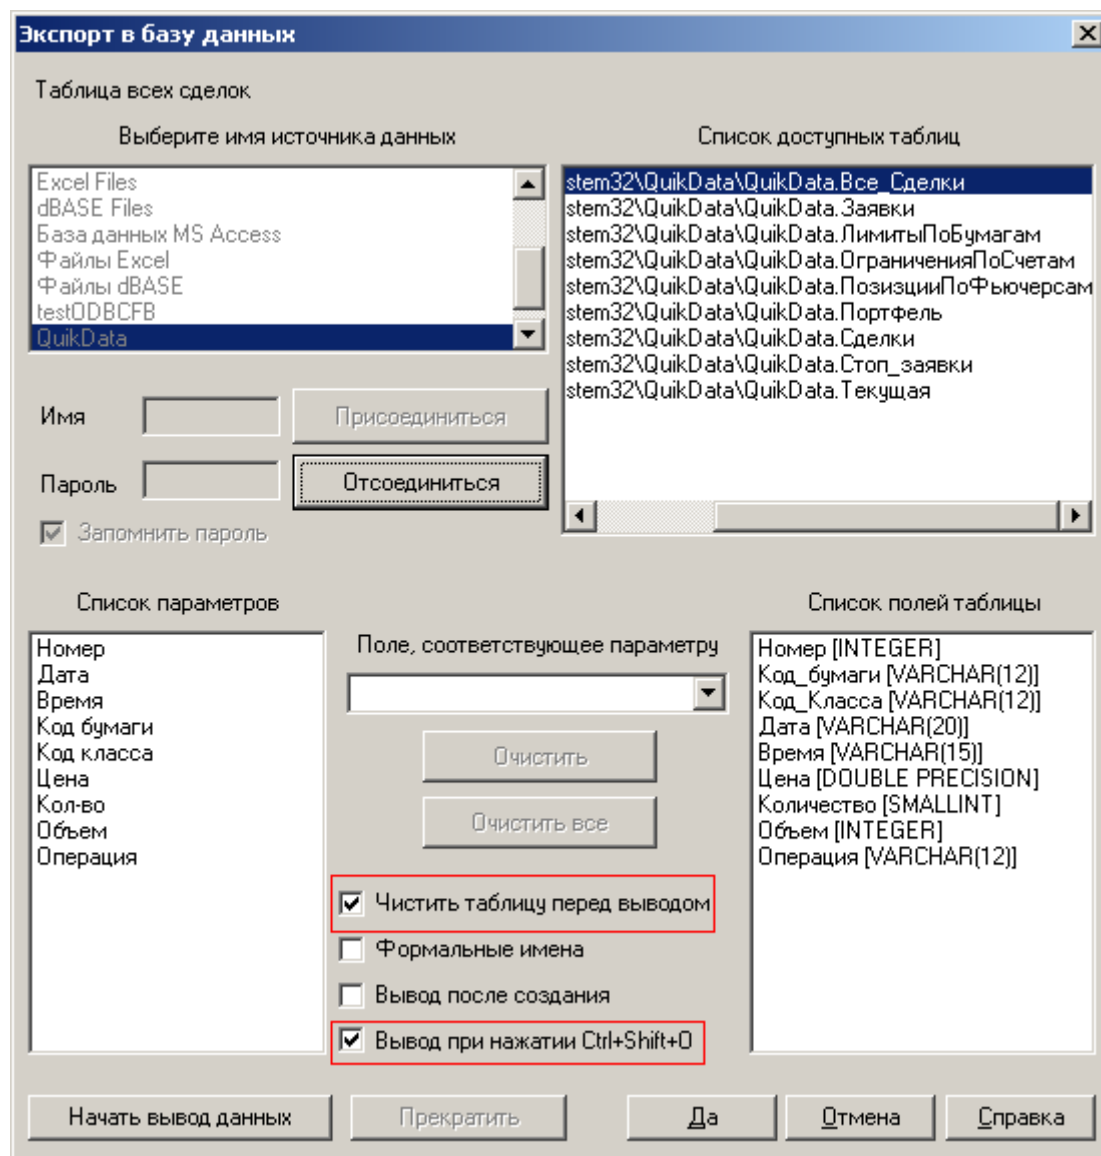 Экспорт в базу данных
Таблица всех сделок
Выберите имя источника данных
Excel Files
dBASE Files
База данных MS Access
Файлы Excel
Файлы dBASE
testODBCFB
QuikData
Имя
Присоединиться
Пароль
Отсоединиться
Запомнить пароль
Список доступных таблиц
stem32\QuikData\QuikData.Все_Сделки
stem32\QuikData\QuikData.Заявки
stem32\QuikData\QuikData.ЛимитыПоБумагам
stem32\QuikData\QuikData.ОграниченияПоСчетам
stem32\QuikData\QuikData.ПозизцииПоФьючерсам
stem32\QuikData\QuikData.Портфель
stem32\QuikData\QuikData.Сделки
stem32\QuikData\QuikData.Стоп_заявки
stem32\QuikData\QuikData.Текущая
Список параметров
Номер
Дата
Время
Код бумаги
Код класса
Цена
Кол-во
Объем
Операция
Поле, соответствующее параметру
Очистить
Очистить все
Чистить таблицу перед выводом
Формальные имена
Вывод после создания
Вывод при нажатии Ctrl+Shift+O
Список полей таблицы
Номер [INTEGER]
Код_бумаги [VARCHAR(12)]
Код_Класса [VARCHAR(12)]
Дата [VARCHAR(20)]
Время [VARCHAR(15)]
Цена [DOUBLE PRECISION]
Количество [SMALLINT]
Объем [INTEGER]
Операция [VARCHAR(12)]
Начать вывод данных
Прекратить
Да
Отмена
Справка